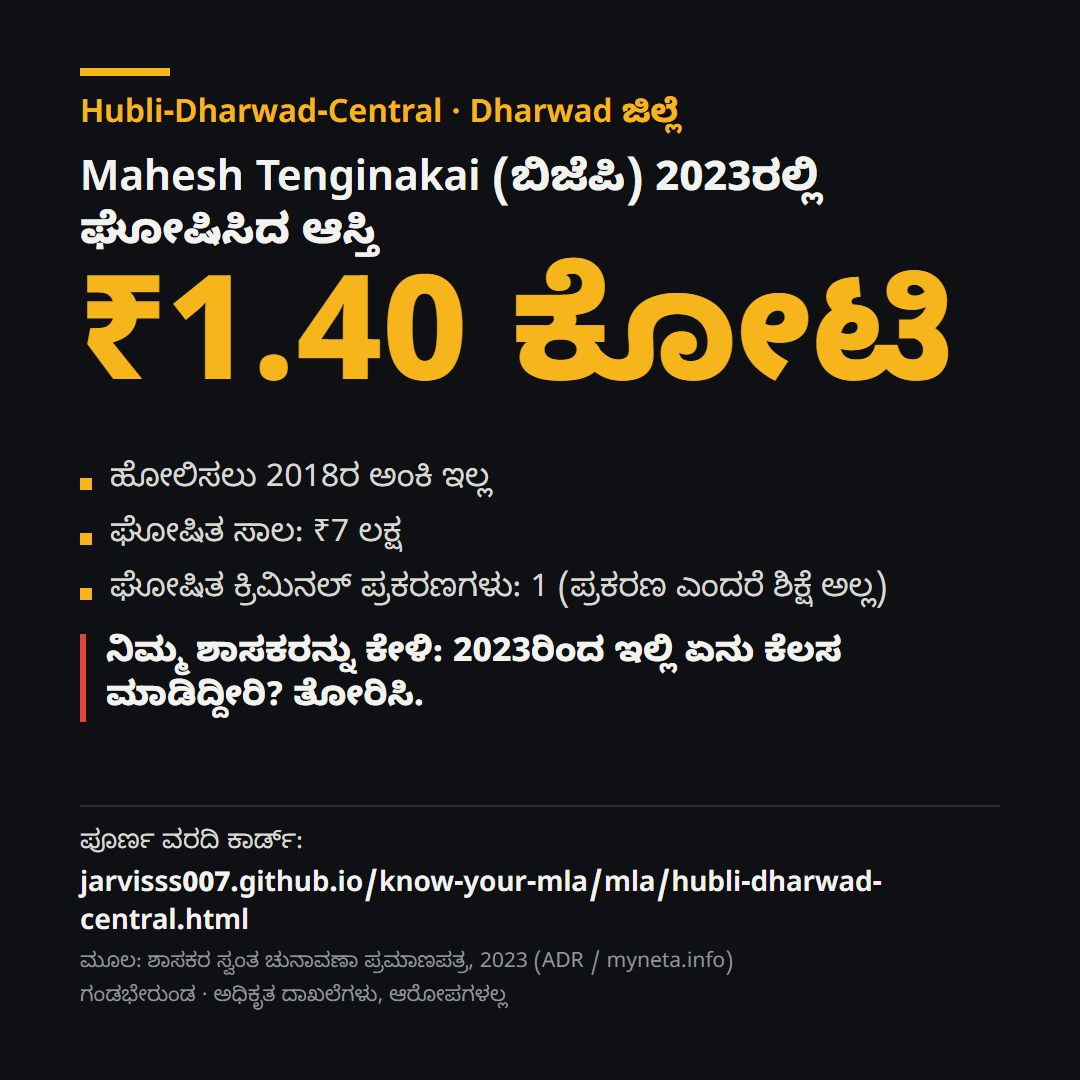 Hubli-Dharwad-Central · Dharwad ಜಿಲ್ಲೆ
Mahesh Tenginakai (ಬಿಜೆಪಿ) 2023ರಲ್ಲಿ
ಘೋಷಿಸಿದ ಆಸ್ತಿ
₹1.40 ಕೋಟಿ
ಹೋಲಿಸಲು 2018ರ ಅಂಕಿ ಇಲ್ಲ
ಘೋಷಿತ ಸಾಲ: ₹7 ಲಕ್ಷ
ಘೋಷಿತ ಕ್ರಿಮಿನಲ್ ಪ್ರಕರಣಗಳು: 1 (ಪ್ರಕರಣ ಎಂದರೆ ಶಿಕ್ಷೆ ಅಲ್ಲ)
ನಿಮ್ಮ ಶಾಸಕರನ್ನು ಕೇಳಿ: 2023ರಿಂದ ಇಲ್ಲಿ ಏನು ಕೆಲಸ
ಮಾಡಿದ್ದೀರಿ? ತೋರಿಸಿ.
ಪೂರ್ಣ ವರದಿ ಕಾರ್ಡ್:
jarvisss007.github.io/know-your-mla/mla/hubli-dharwad-
central.html
ಮೂಲ: ಶಾಸಕರ ಸ್ವಂತ ಚುನಾವಣಾ ಪ್ರಮಾಣಪತ್ರ, 2023 (ADR / myneta.info)
ಗಂಡಭೇರುಂಡ · ಅಧಿಕೃತ ದಾಖಲೆಗಳು, ಆರೋಪಗಳಲ್ಲ